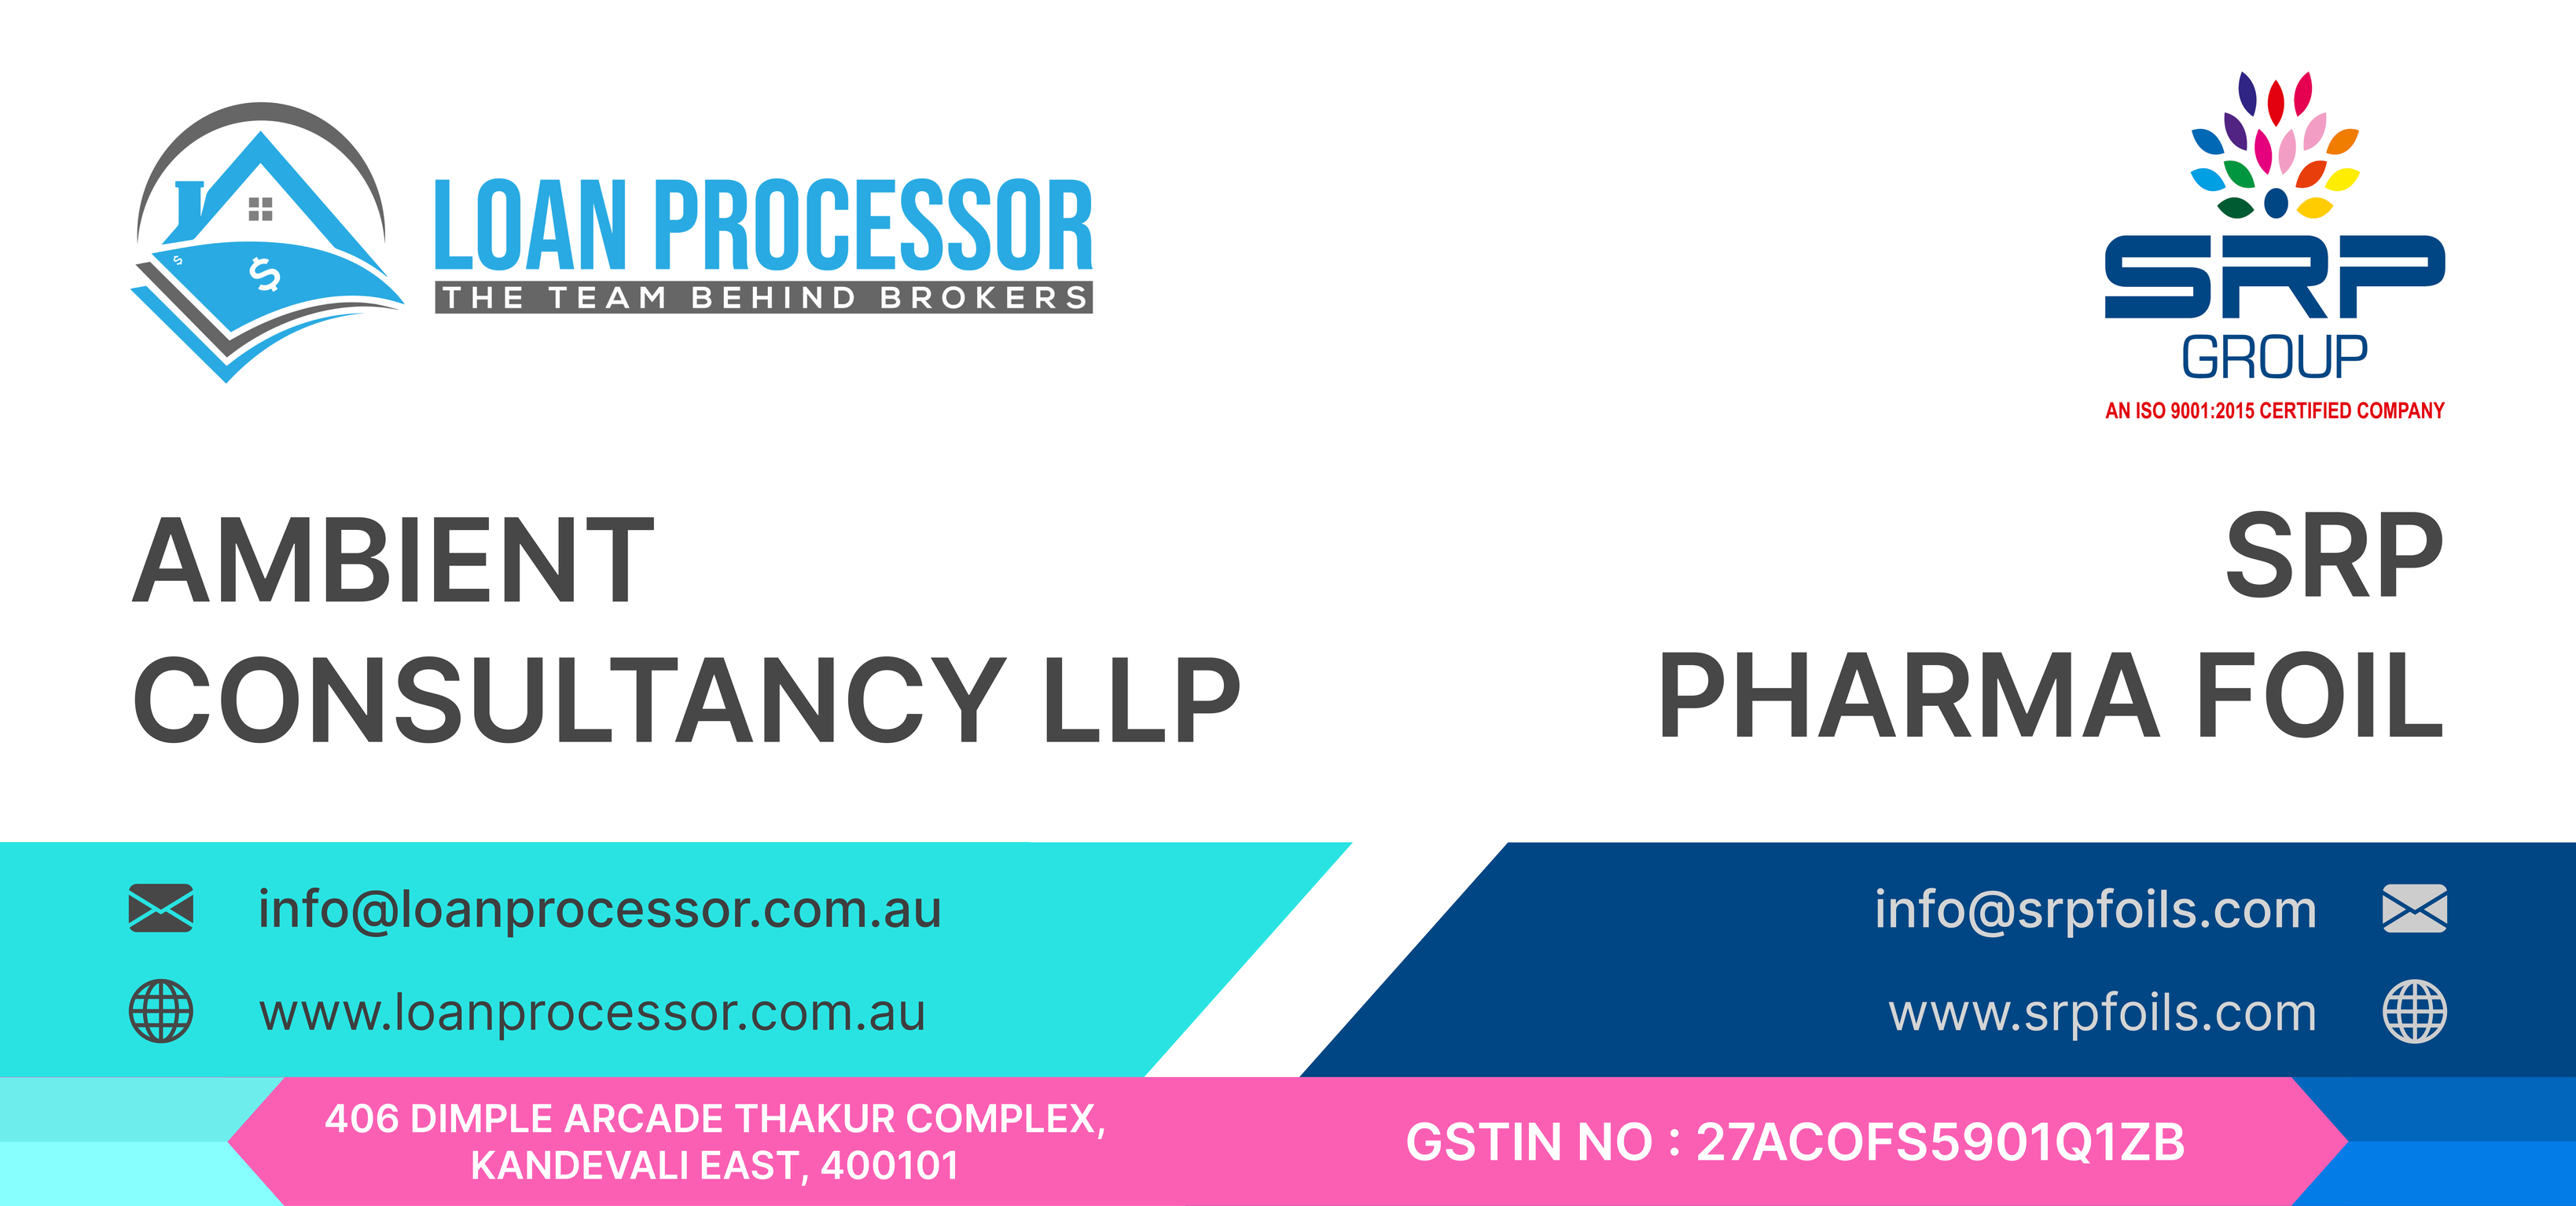 LOAN PROCESSOR
THE TEAM BEHIND BROKERS
SRP
GROUP
AN ISO 9001:2015 CERTIFIED COMPANY
AMBIENT
CONSULTANCY LLP
SRP
PHARMA FOIL
info@loanprocessor.com.au
www.loanprocessor.com.au
info@srpfoils.com
www.srpfoils.com
406 DIMPLE ARCADE THAKUR COMPLEX,
KANDEVALI EAST, 400101
GSTIN NO : 27ACOFS5901Q1ZB